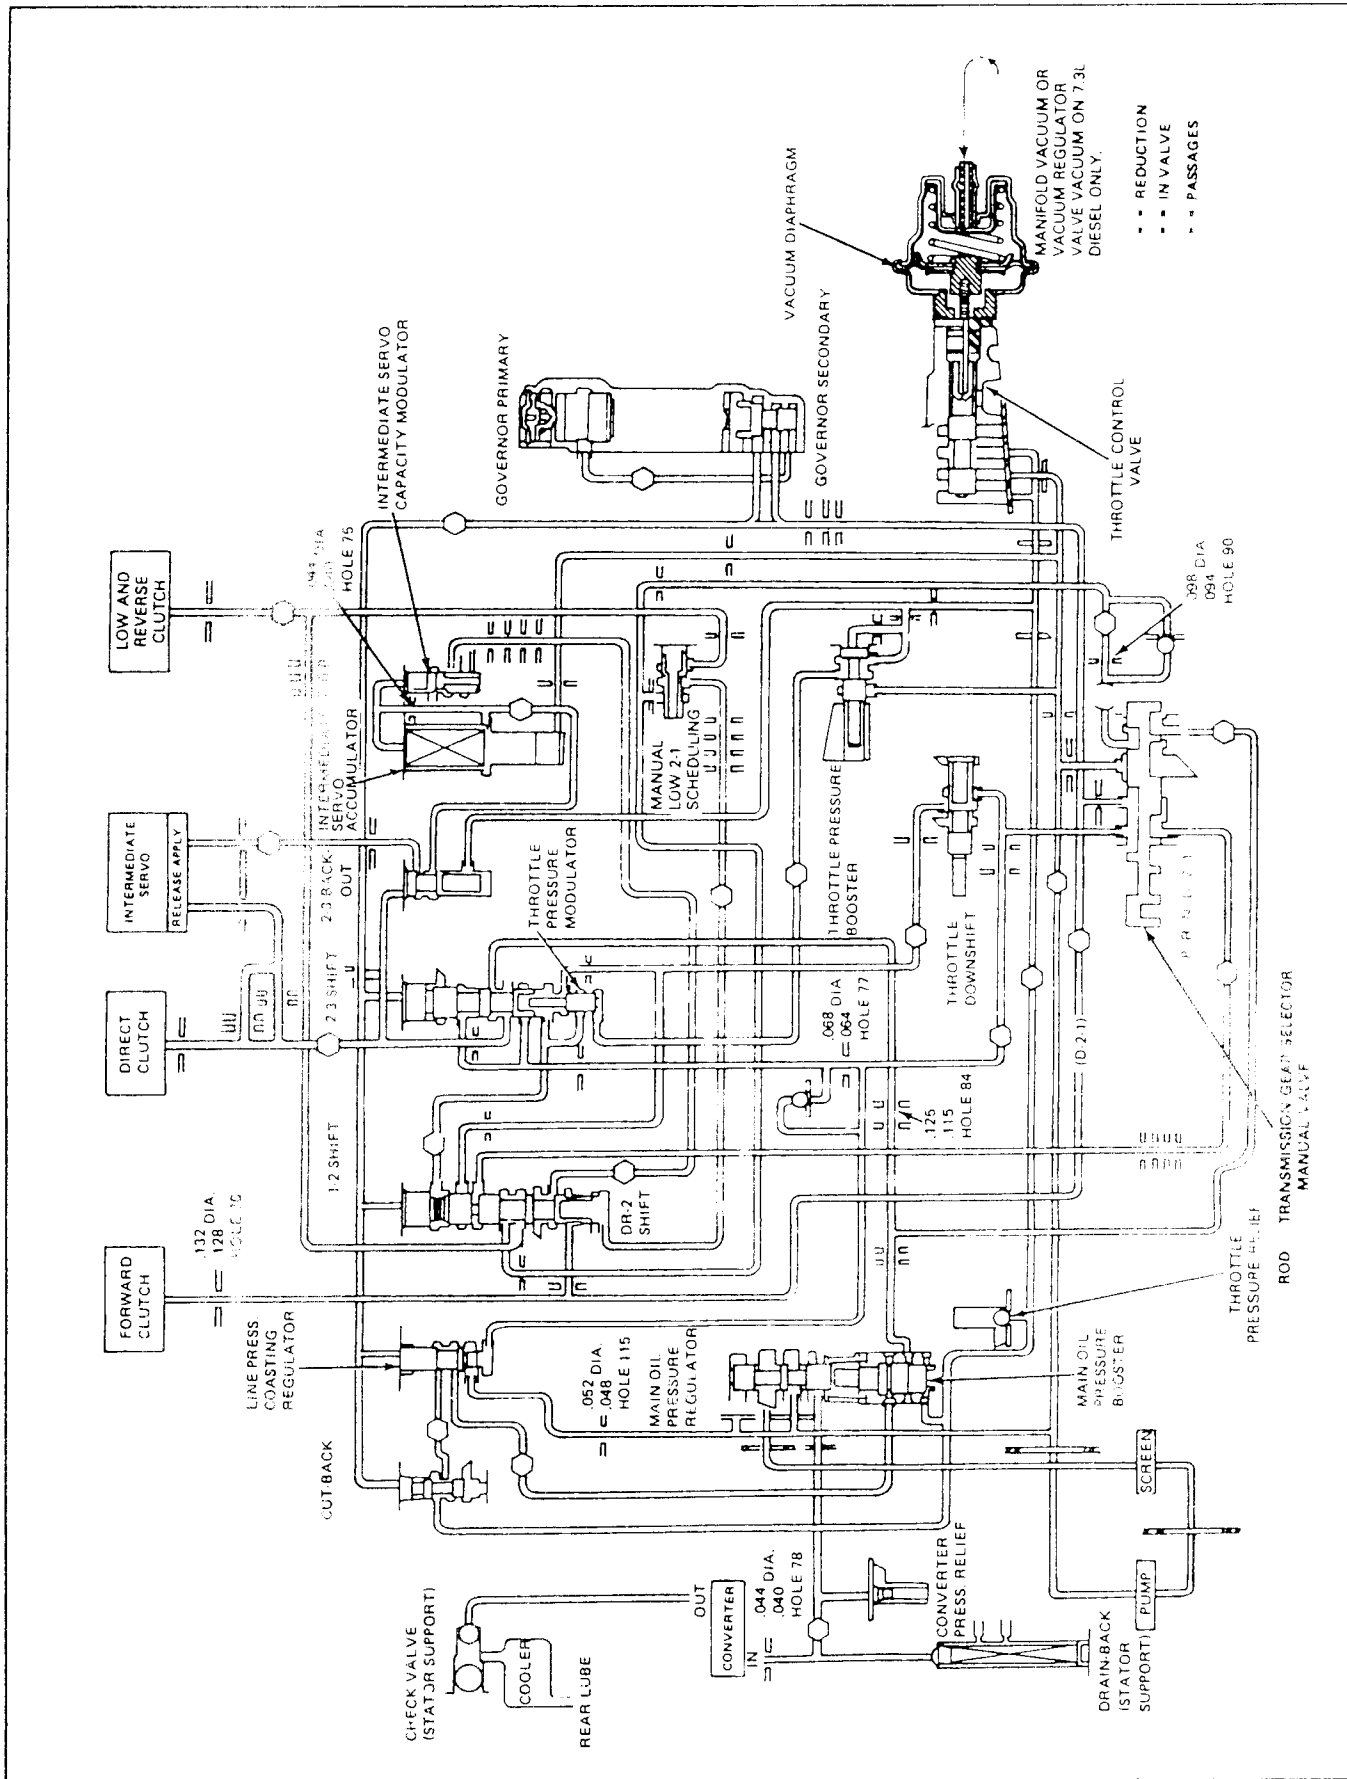 LOW AND
REVERSE
CLUTCH
INTERMEDIATE
SERVO
RELEASE APPLY
DIRECT
CLUTCH
FORWARD
CLUTCH
.132 DIA.
.128
HOLE
HOLE 75
INTERMEDIATE SERVO
CAPACITY MODULATOR
SERVO
ACCUMULATOR
2-3 BACK-
OUT
2-3 SHIFT
1-2 SHIFT
DR-2
SHIFT
THROTTLE
PRESSURE
MODULATOR
MANUAL
LOW 2-1
SCHEDULING
GOVERNOR PRIMARY
GOVERNOR SECONDARY
VACUUM DIAPHRAGM
MANIFOLD VACUUM OR
VACUUM REGULATOR
VALVE VACUUM ON 7.3L
DIESEL ONLY.
= REDUCTION
= IN VALVE
= PASSAGES
THROTTLE CONTROL
VALVE
.098 DIA
.094
HOLE 90
THROTTLE PRESSURE
BOOSTER
THROTTLE
DOWNSHIFT
.068 DIA
.064
HOLE 77
.125
.115
HOLE 84
(D-2-1)
ROD
TRANSMISSION GEAR SELECTOR
MANUAL VALVE
THROTTLE
PRESSURE RELIEF
LINE PRESS
COASTING
REGULATOR
CUT-BACK
.052 DIA.
.048
HOLE 115
MAIN OIL
PRESSURE
REGULATOR
MAIN OIL
PRESSURE
BOOSTER
SCREEN
PUMP
CHECK VALVE
(STATOR SUPPORT)
COOLER
REAR LUBE
OUT
CONVERTER
IN
.044 DIA.
.040
HOLE 78
CONVERTER
PRESS. RELIEF
DRAIN-BACK
(STATOR
SUPPORT)